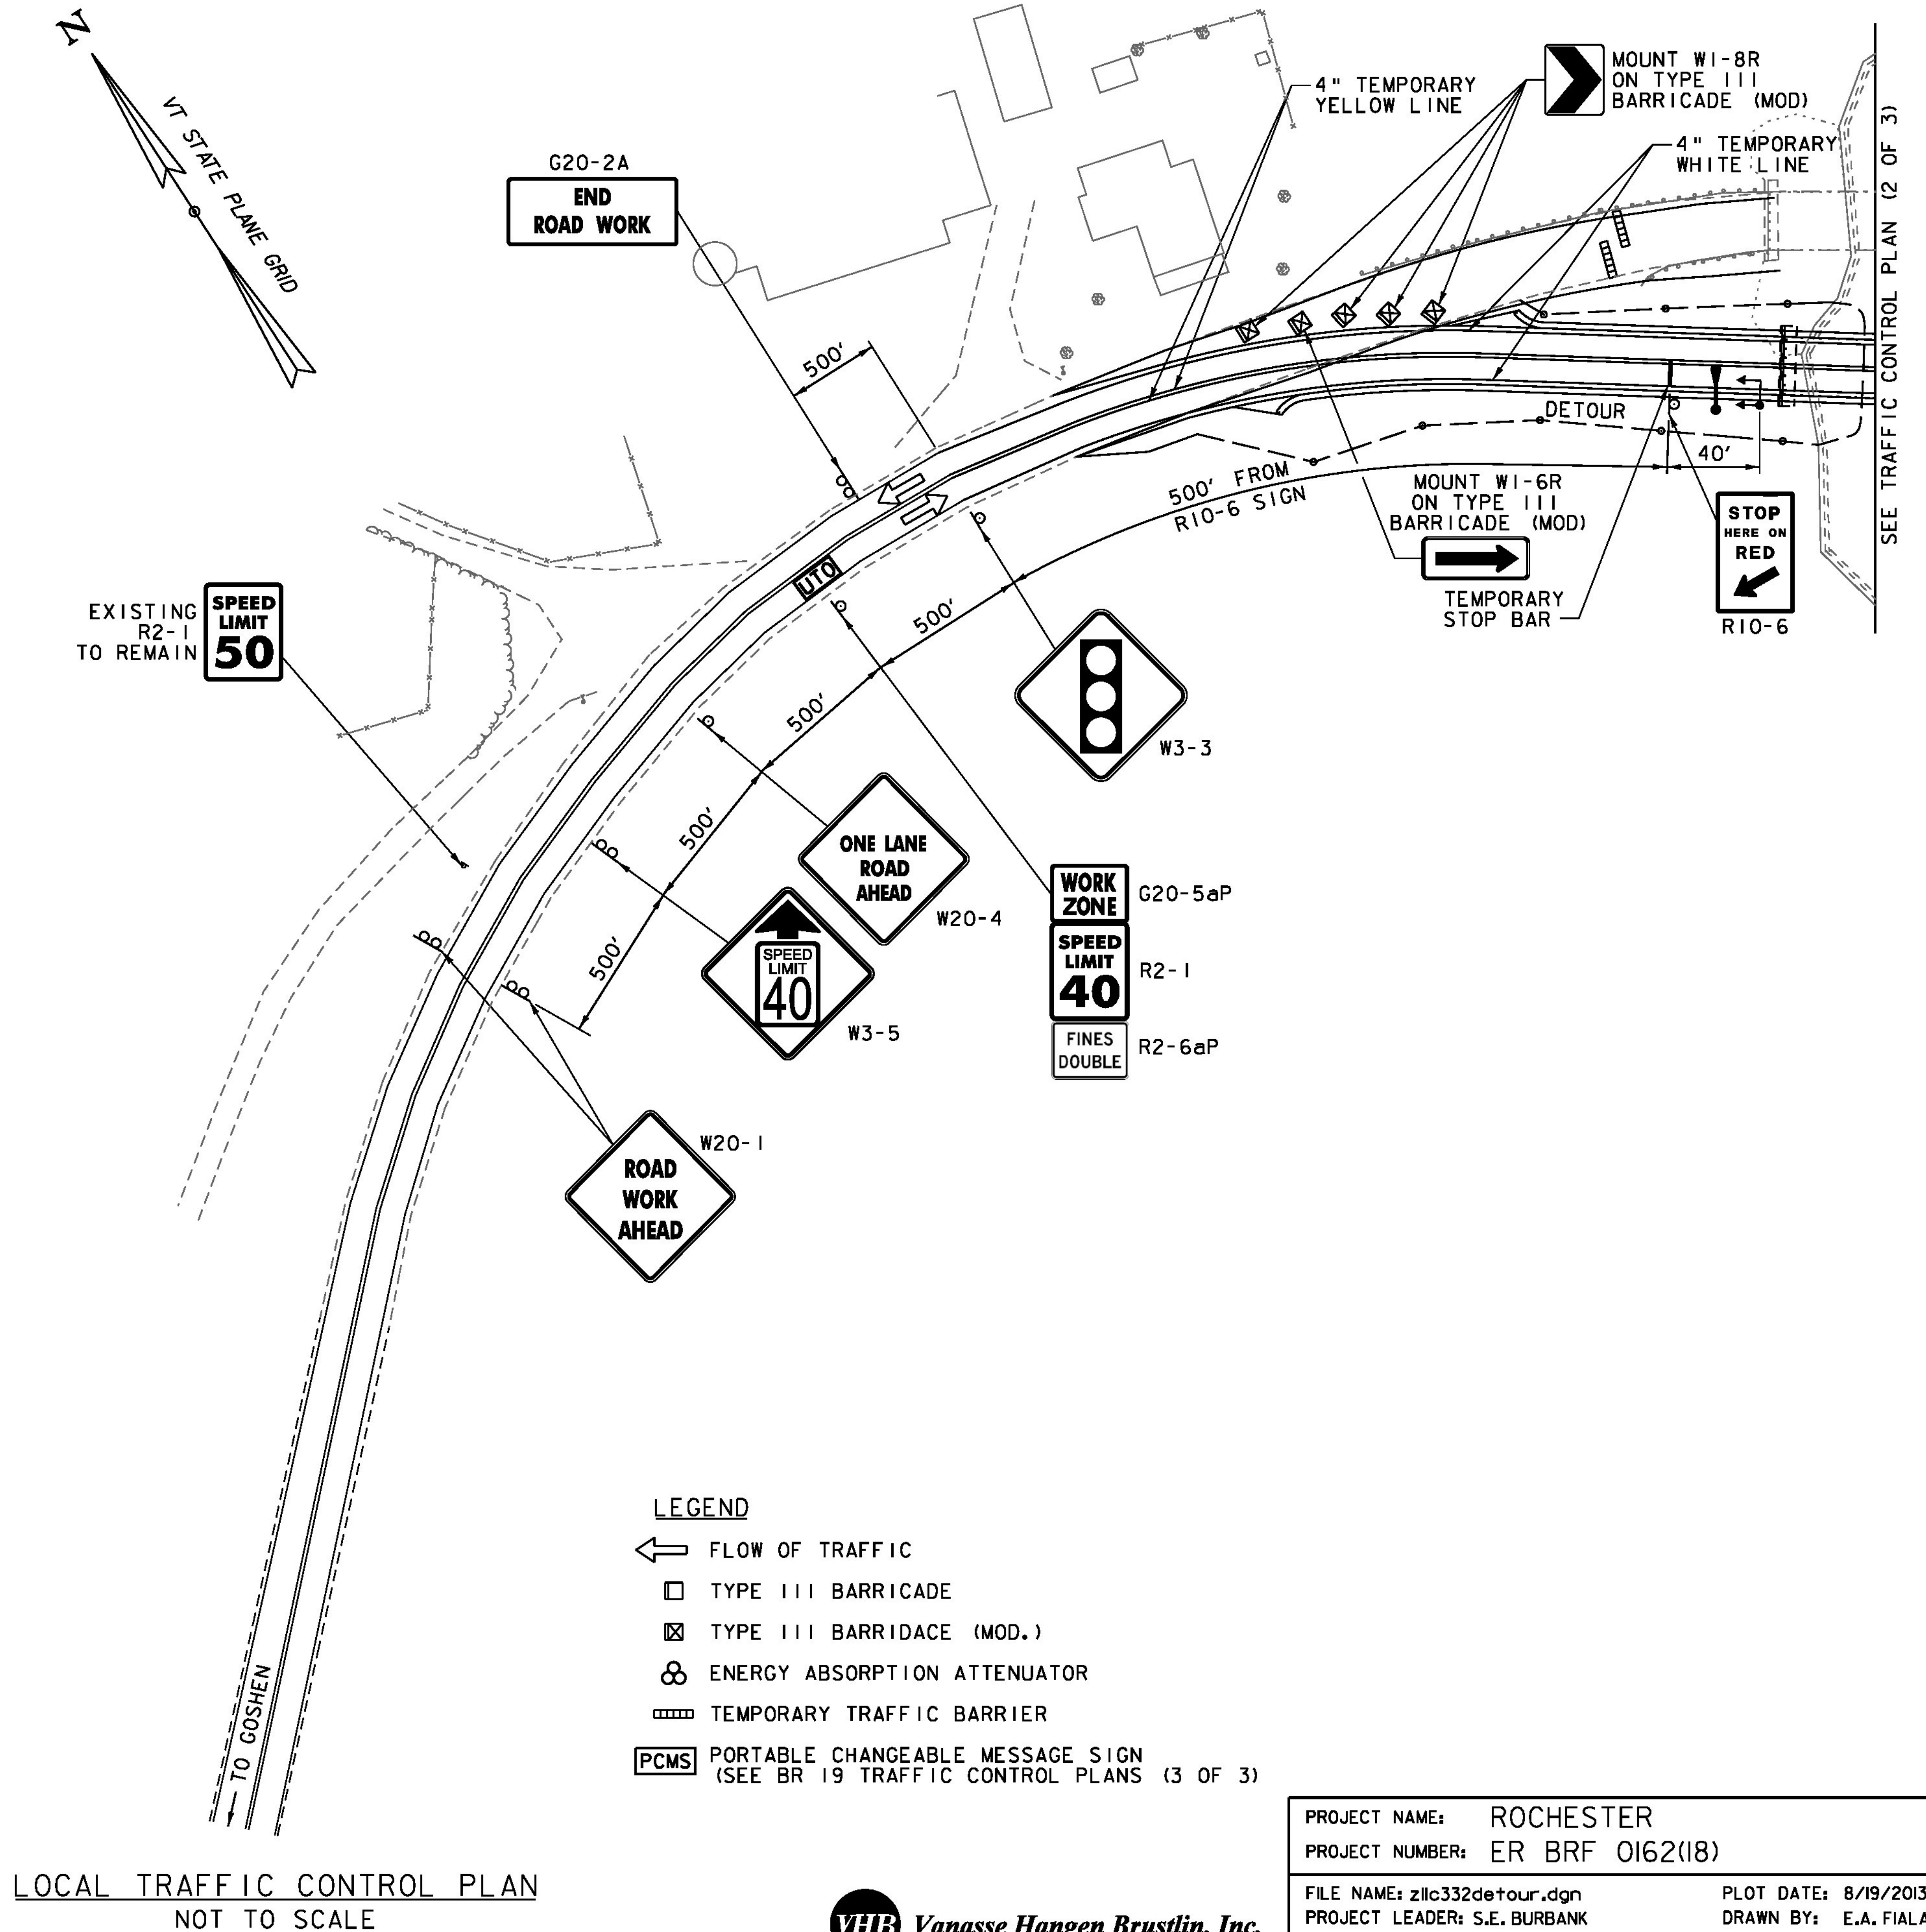 N
VT STATE PLANE GRID
G20-2A
END
ROAD WORK
4" TEMPORARY
YELLOW LINE
MOUNT W1-8R
ON TYPE III
BARRICADE (MOD)
4" TEMPORARY
WHITE LINE
SEE TRAFFIC CONTROL PLAN (2 OF 3)
500'
DETOUR
40'
500' FROM
R10-6 SIGN
MOUNT W1-6R
ON TYPE III
BARRICADE (MOD)
STOP
HERE ON
RED
R10-6
TEMPORARY
STOP BAR
UTO
EXISTING
R2-1
TO REMAIN
SPEED
LIMIT
50
500'
500'
500'
500'
W3-3
ONE LANE
ROAD
AHEAD
W20-4
WORK
ZONE
G20-5aP
SPEED
LIMIT
40
R2-1
FINES
DOUBLE
R2-6aP
SPEED
LIMIT
40
W3-5
W20-1
ROAD
WORK
AHEAD
TO GOSHEN
LEGEND
FLOW OF TRAFFIC
TYPE III BARRICADE
TYPE III BARRIDACE (MOD.)
ENERGY ABSORPTION ATTENUATOR
TEMPORARY TRAFFIC BARRIER
PCMS PORTABLE CHANGEABLE MESSAGE SIGN
(SEE BR 19 TRAFFIC CONTROL PLANS (3 OF 3)
LOCAL TRAFFIC CONTROL PLAN
NOT TO SCALE
VHB Vanasse Hangen Brustlin, Inc.
PROJECT NAME: ROCHESTER
PROJECT NUMBER: ER BRF 0162(18)
FILE NAME: z11c332detour.dgn PLOT DATE: 8/19/2013
PROJECT LEADER: S.E. BURBANK DRAWN BY: E.A. FIALA